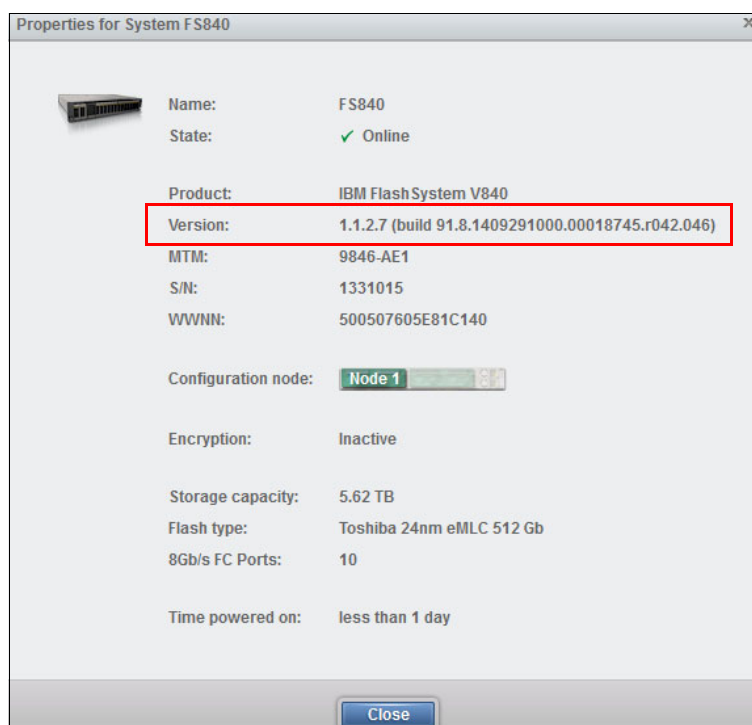 Properties for System FS840
Name: FS840
State: ✓ Online
Product: IBM FlashSystem V840
Version: 1.1.2.7 (build 91.8.1409291000.00018745.r042.046)
MTM: 9846-AE1
S/N: 1331015
WWNN: 500507605E81C140
Configuration node: Node 1
Encryption: Inactive
Storage capacity: 5.62 TB
Flash type: Toshiba 24nm eMLC 512 Gb
8Gb/s FC Ports: 10
Time powered on: less than 1 day
Close